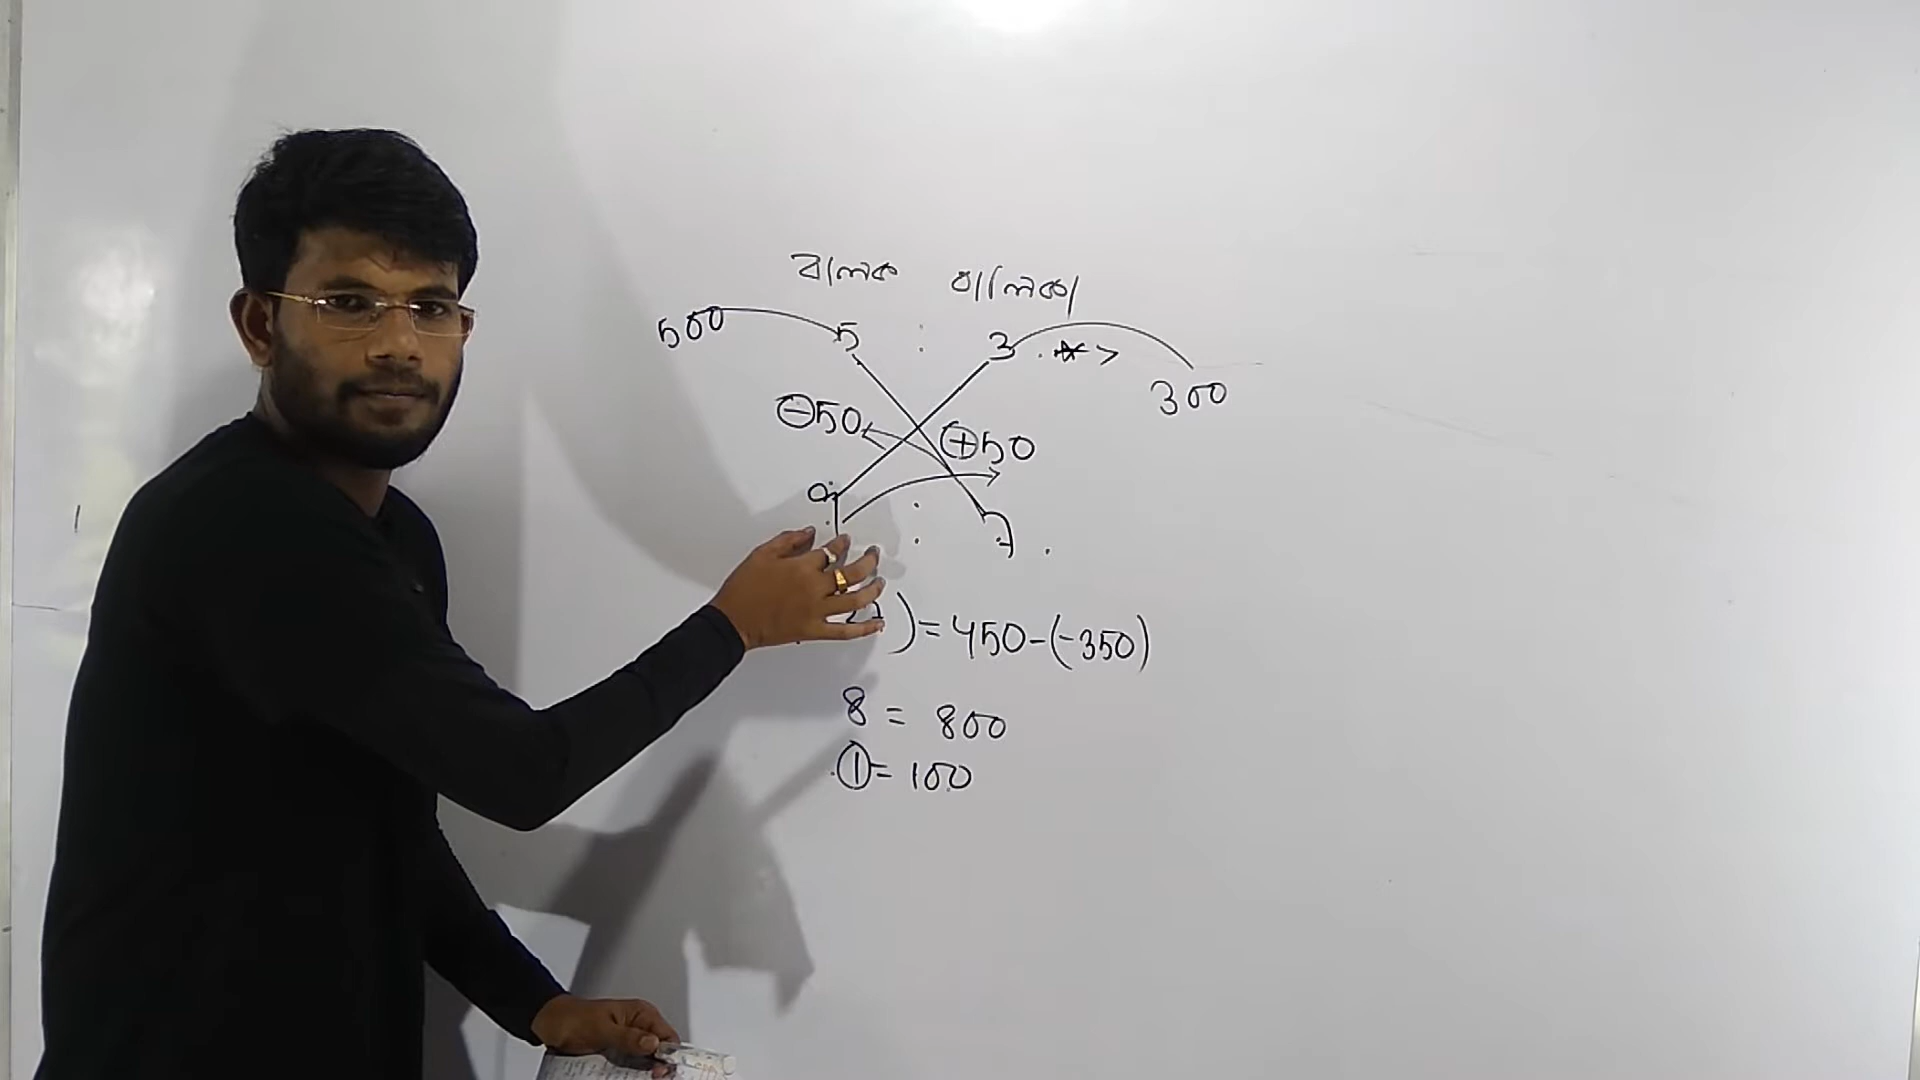 বালক বালিকা
500 5 : 3 >
300
⊖50 ⊕50
9 : 7
) = 450-(-350)
8 = 800
①= 100